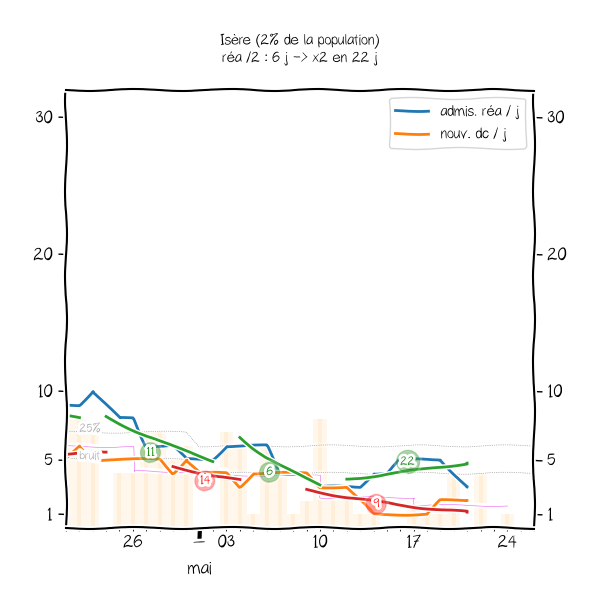 Isère (2% de la population)
réa /2 : 6 j -> x2 en 22 j
admis. réa / j
nouv. dc / j
30 30
20 20
10 10
25%
11
bruit
5 5
22
6
14
9
1 1
26 03 10 17 24
mai